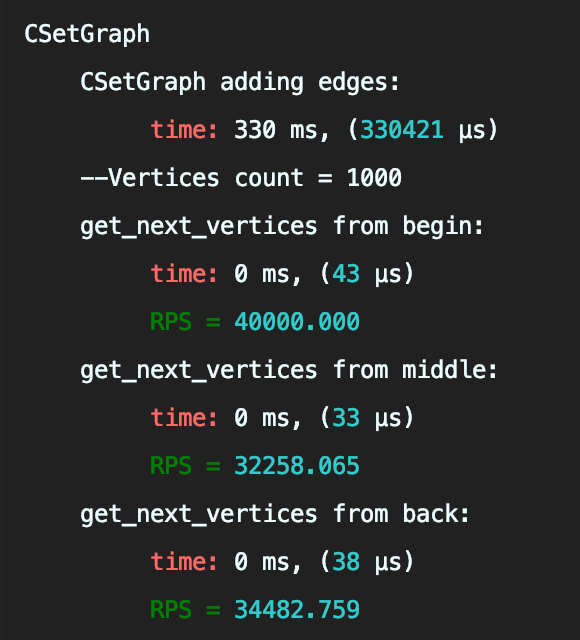 CSetGraph
CSetGraph adding edges:
time: 330 ms, (330421 µs)
--Vertices count = 1000
get_next_vertices from begin:
time: 0 ms, (43 µs)
RPS = 40000.000
get_next_vertices from middle:
time: 0 ms, (33 µs)
RPS = 32258.065
get_next_vertices from back:
time: 0 ms, (38 µs)
RPS = 34482.759